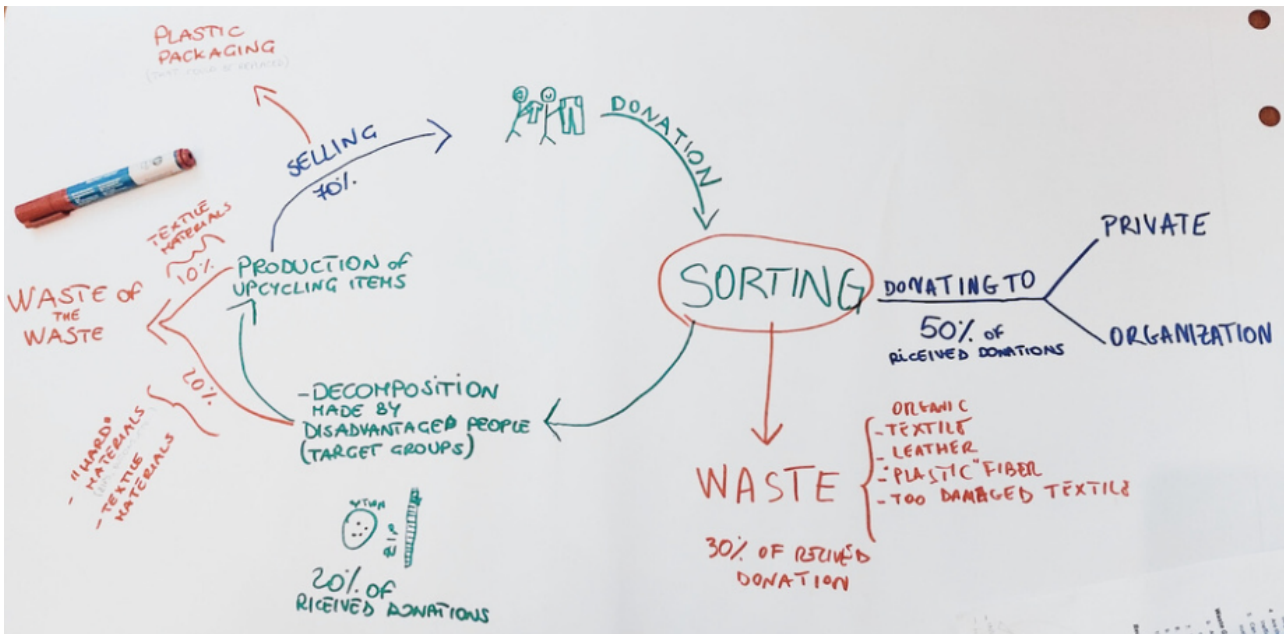 PLASTIC
PACKAGING
SELLING
70%
DONATION
TEXTILE
MATERIALS
10%
PRODUCTION of
UPCYCLING ITEMS
WASTE of
THE
WASTE
20%
"HARD"
MATERIALS
- TEXTILE
MATERIALS
- DECOMPOSITION
MADE BY
DISADVANTAGED PEOPLE
(TARGET GROUPS)
ZIP
20% OF
RICEIVED DONATIONS
SORTING
DONATING TO
50% OF
RICEIVED DONATIONS
PRIVATE
ORGANIZATION
WASTE
30% OF
DONATION
ORGANIC
- TEXTILE
- LEATHER
- "PLASTIC" FIBER
- TOO DAMAGED TEXTILE